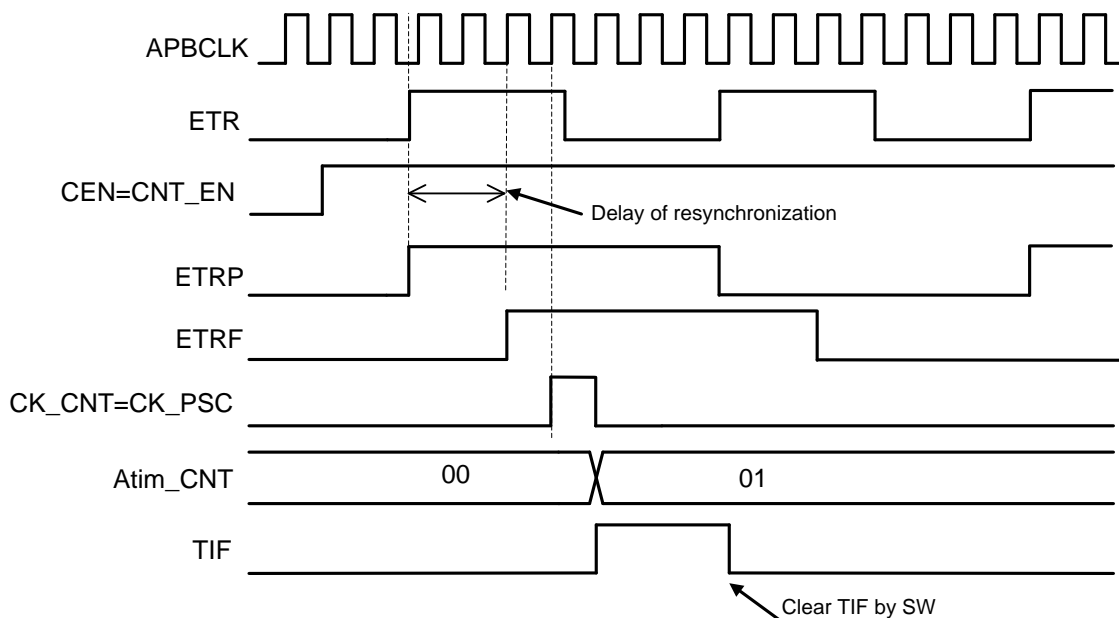 APBCLK
ETR
CEN=CNT_EN
Delay of resynchronization
ETRP
ETRF
CK_CNT=CK_PSC
Atim_CNT 00 01
TIF
Clear TIF by SW